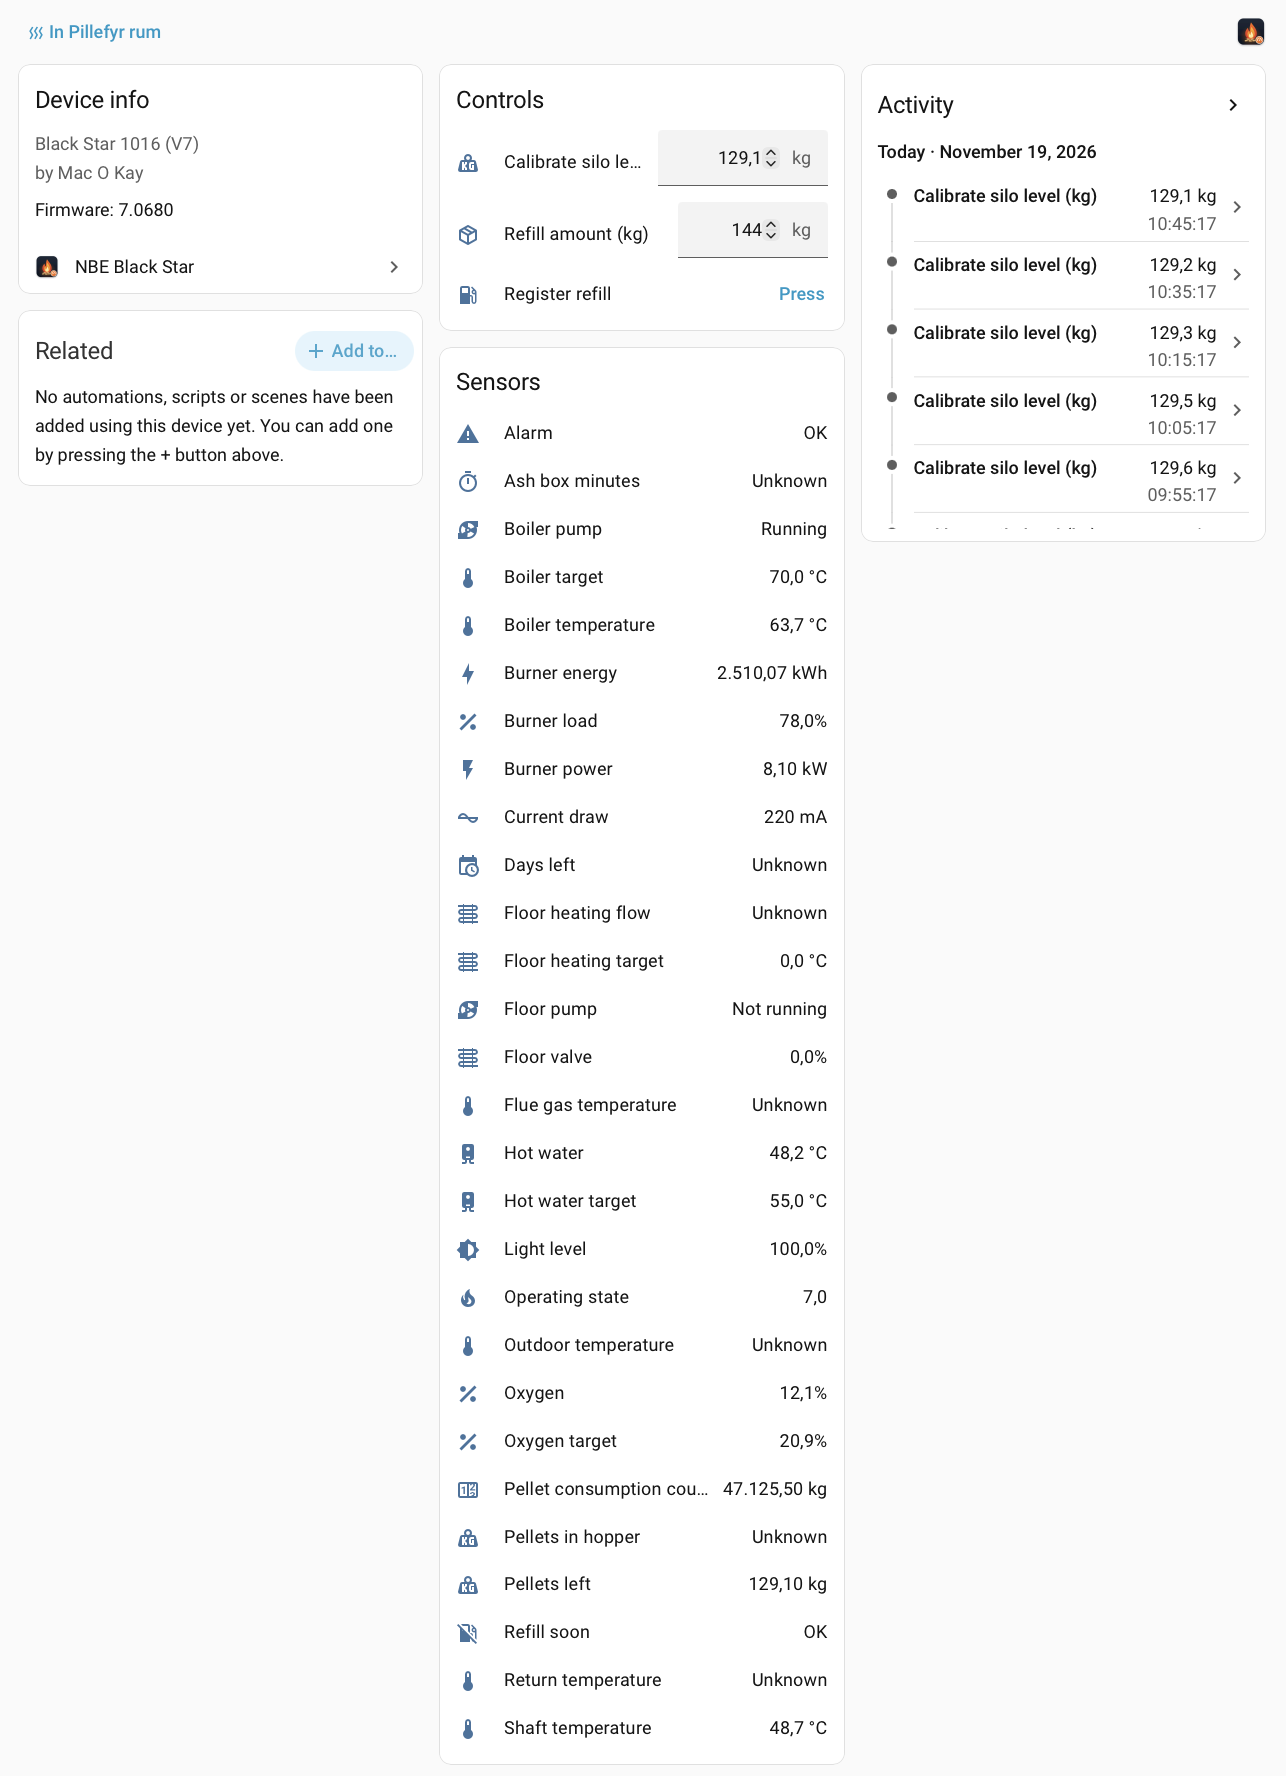 In Pillefyr rum
Device info
Black Star 1016 (V7)
by Mac O Kay
Firmware: 7.0680
NBE Black Star
Related
Add to...
No automations, scripts or scenes have been
added using this device yet. You can add one
by pressing the + button above.
Controls
Calibrate silo le... 129,1 kg
Refill amount (kg) 144 kg
Register refill Press
Sensors
Alarm OK
Ash box minutes Unknown
Boiler pump Running
Boiler target 70,0 °C
Boiler temperature 63,7 °C
Burner energy 2.510,07 kWh
Burner load 78,0%
Burner power 8,10 kW
Current draw 220 mA
Days left Unknown
Floor heating flow Unknown
Floor heating target 0,0 °C
Floor pump Not running
Floor valve 0,0%
Flue gas temperature Unknown
Hot water 48,2 °C
Hot water target 55,0 °C
Light level 100,0%
Operating state 7,0
Outdoor temperature Unknown
Oxygen 12,1%
Oxygen target 20,9%
Pellet consumption cou... 47.125,50 kg
Pellets in hopper Unknown
Pellets left 129,10 kg
Refill soon OK
Return temperature Unknown
Shaft temperature 48,7 °C
Activity
Today · November 19, 2026
Calibrate silo level (kg) 129,1 kg
10:45:17
Calibrate silo level (kg) 129,2 kg
10:35:17
Calibrate silo level (kg) 129,3 kg
10:15:17
Calibrate silo level (kg) 129,5 kg
10:05:17
Calibrate silo level (kg) 129,6 kg
09:55:17